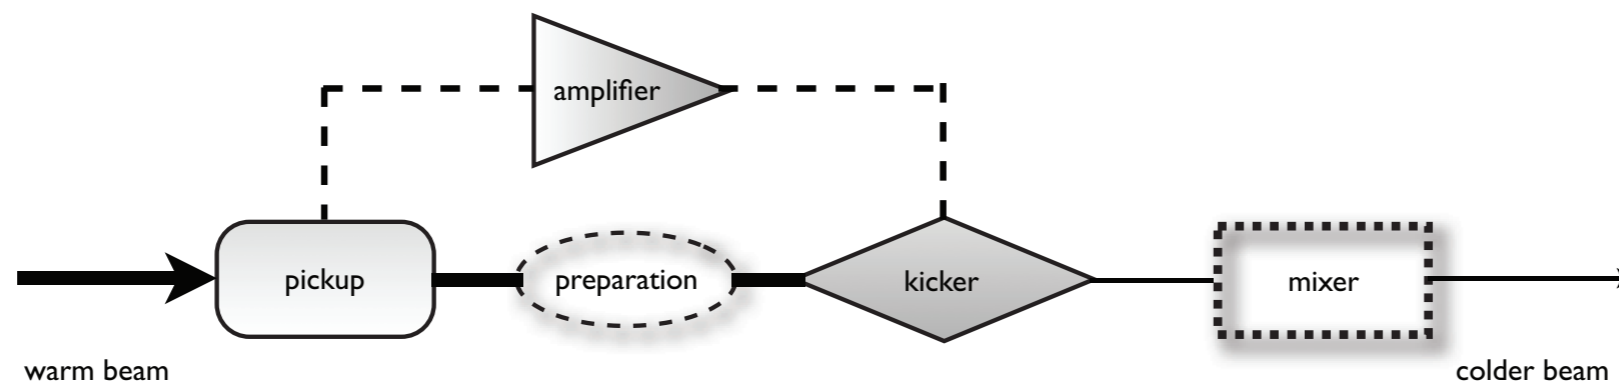 amplifier
pickup
preparation
kicker
mixer
warm beam
colder beam